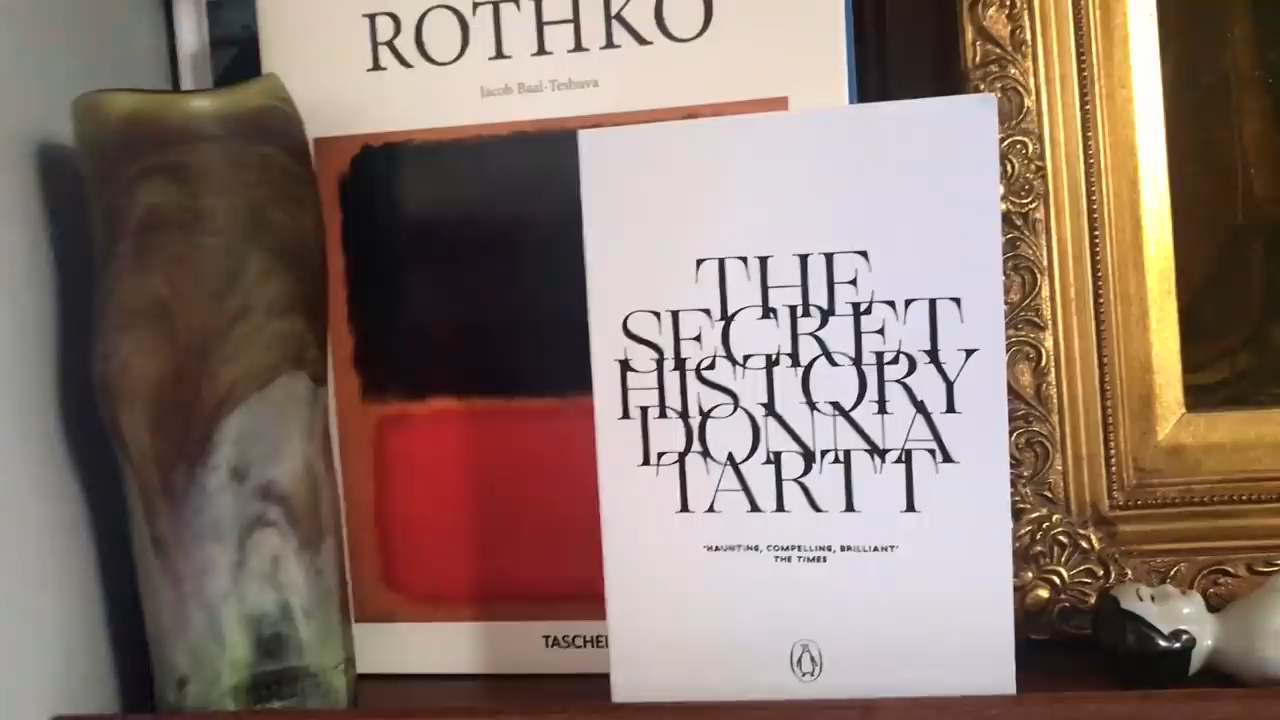 ROTHKO
Jacob Baal-Teshuva
TASCHE
THE
SECRET
HISTORY
DONNA
TARTT
'HAUNTING, COMPELLING, BRILLIANT'
THE TIMES